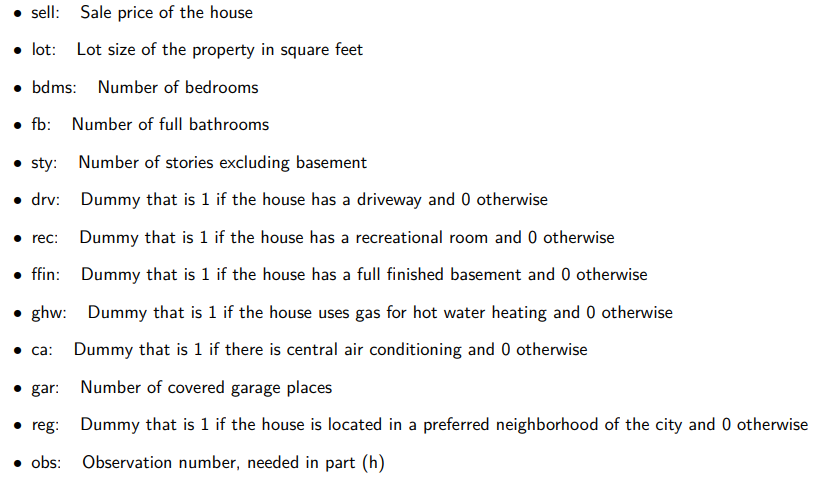 • sell: Sale price of the house
• lot: Lot size of the property in square feet
• bdms: Number of bedrooms
• fb: Number of full bathrooms
• sty: Number of stories excluding basement
• drv: Dummy that is 1 if the house has a driveway and 0 otherwise
• rec: Dummy that is 1 if the house has a recreational room and 0 otherwise
• ffin: Dummy that is 1 if the house has a full finished basement and 0 otherwise
• ghw: Dummy that is 1 if the house uses gas for hot water heating and 0 otherwise
• ca: Dummy that is 1 if there is central air conditioning and 0 otherwise
• gar: Number of covered garage places
• reg: Dummy that is 1 if the house is located in a preferred neighborhood of the city and 0 otherwise
• obs: Observation number, needed in part (h)